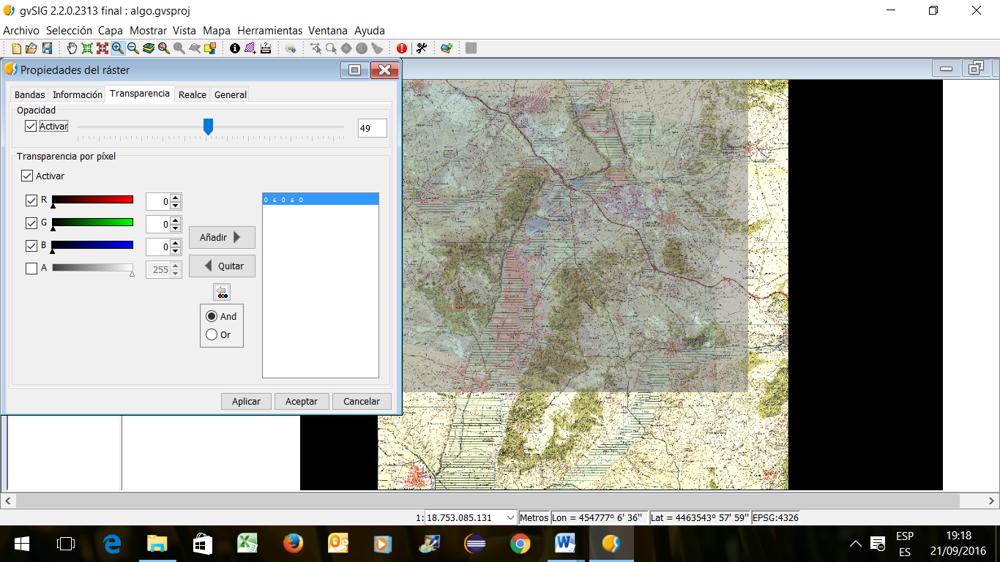 gvSIG 2.2.0.2313 final : algo.gvsproj
Archivo Selección Capa Mostrar Vista Mapa Herramientas Ventana Ayuda
Propiedades del ráster
Bandas Información Transparencia Realce General
Opacidad
Activar 49
Transparencia por píxel
Activar
R 0
0 & 0 & 0
G 0
Añadir
B 0
Quitar
A 255
And
Or
Aplicar Aceptar Cancelar
1: 18.753.085.131 Metros Lon = 454777º 6' 36'' Lat = 4463543º 57' 59'' EPSG:4326
ESP
ES
19:18
21/09/2016